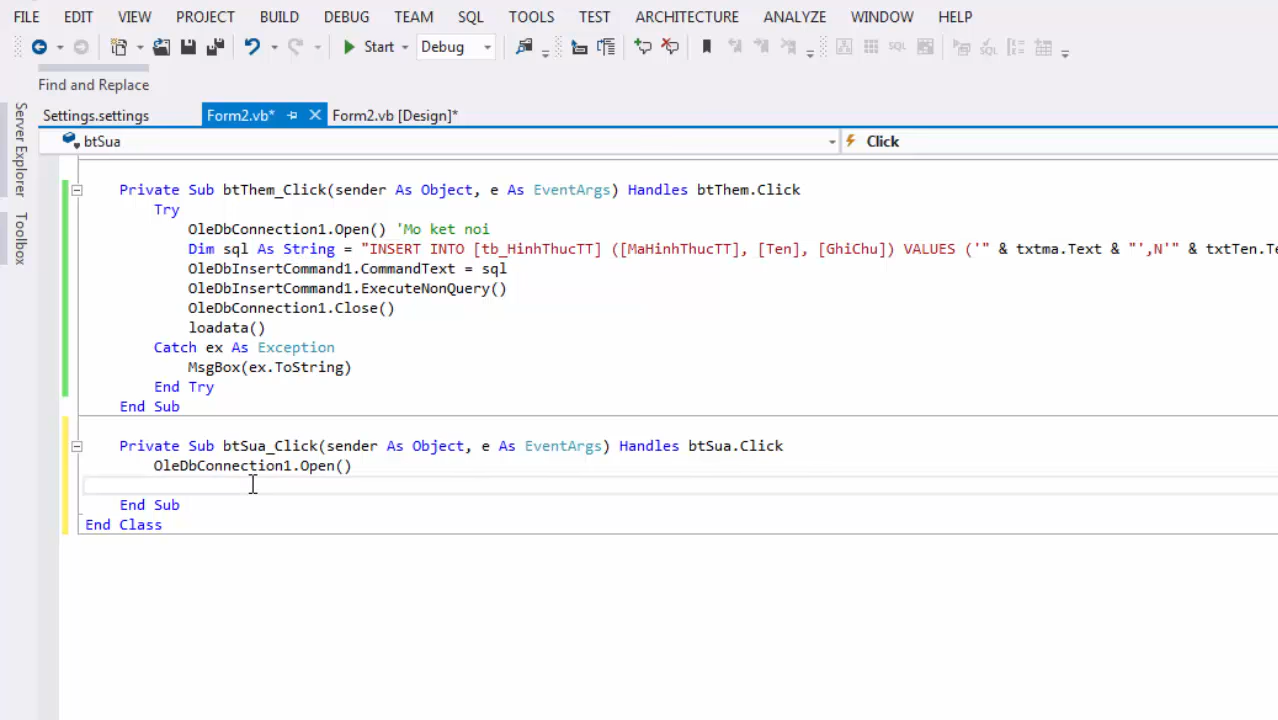 FILE EDIT VIEW PROJECT BUILD DEBUG TEAM SQL TOOLS TEST ARCHITECTURE ANALYZE WINDOW HELP
Start Debug
Find and Replace
Server Explorer
Toolbox
Settings.settings Form2.vb* Form2.vb [Design]*
btSua Click
Private Sub btThem_Click(sender As Object, e As EventArgs) Handles btThem.Click
Try
OleDbConnection1.Open() 'Mo ket noi
Dim sql As String = "INSERT INTO [tb_HinhThucTT] ([MaHinhThucTT], [Ten], [GhiChu]) VALUES ('" & txtma.Text & "',N'" & txtTen.Te
OleDbInsertCommand1.CommandText = sql
OleDbInsertCommand1.ExecuteNonQuery()
OleDbConnection1.Close()
loadata()
Catch ex As Exception
MsgBox(ex.ToString)
End Try
End Sub
Private Sub btSua_Click(sender As Object, e As EventArgs) Handles btSua.Click
OleDbConnection1.Open()
End Sub
End Class